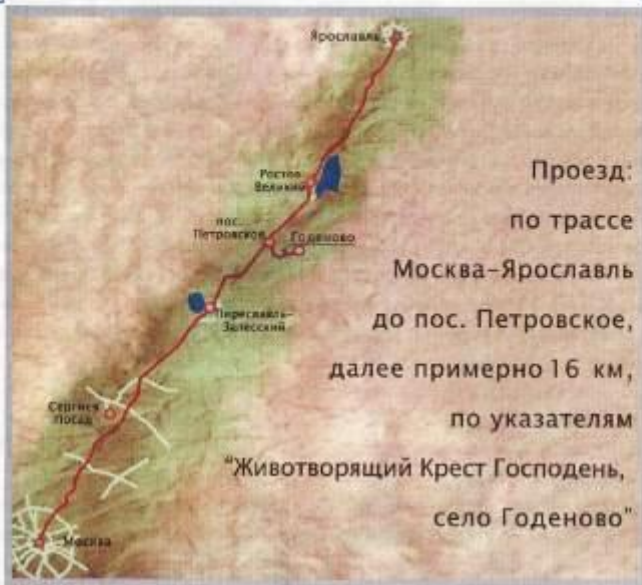 Ярославль
Ростов
Великий
пос.
Петровское
Годеново
Переславль-
Залесский
Сергиев
Посад
Москва
Проезд:
по трассе
Москва-Ярославль
до пос. Петровское,
далее примерно 16 км,
по указателям
"Животворящий Крест Господень,
село Годеново"